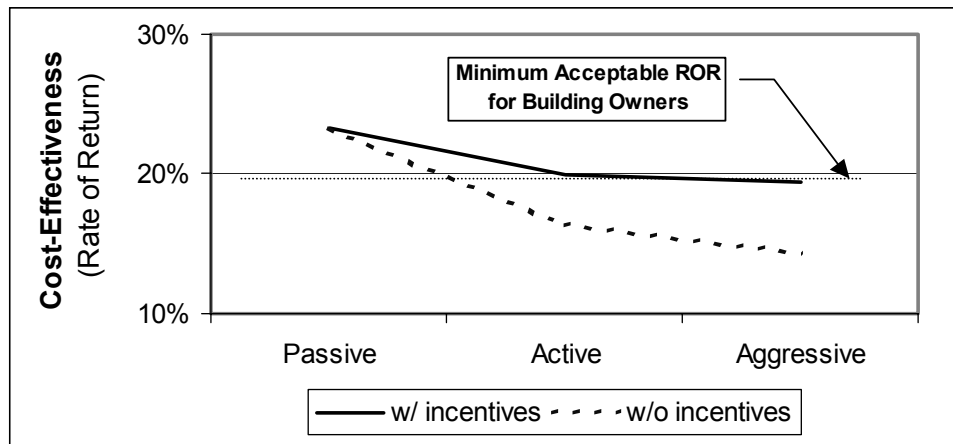 30%
Minimum Acceptable ROR
for Building Owners
20%
10%
Cost-Effectiveness
(Rate of Return)
Passive
Active
Aggressive
w/ incentives
w/o incentives